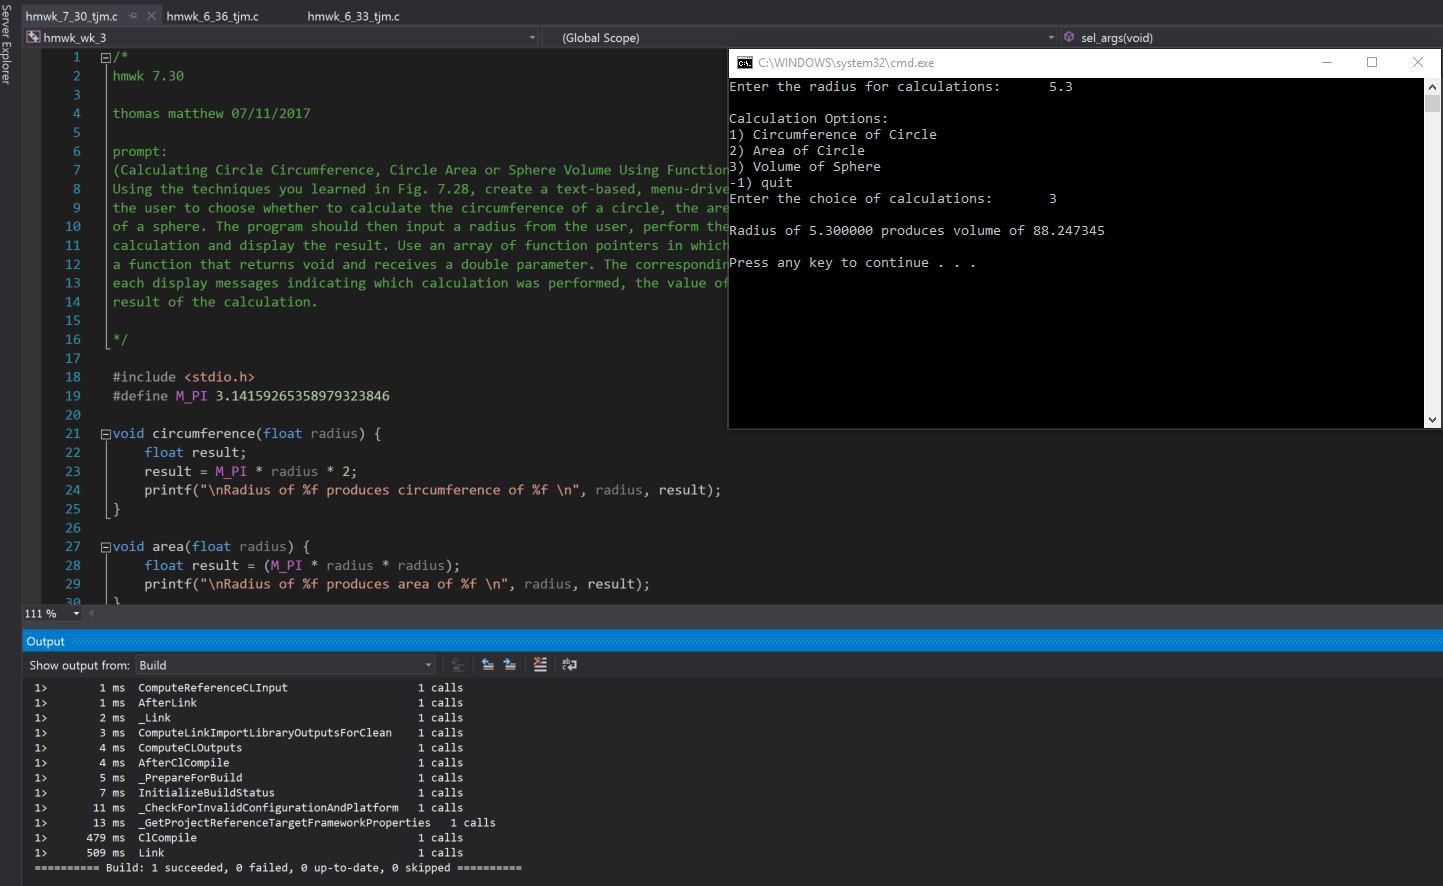 Server Explorer
hmwk_7_30_tjm.c hmwk_6_36_tjm.c hmwk_6_33_tjm.c
hmwk_wk_3 (Global Scope) sel_args(void)
1 /*
2 hmwk 7.30
3
4 thomas matthew 07/11/2017
5
6 prompt:
7 (Calculating Circle Circumference, Circle Area or Sphere Volume Using Function
8 Using the techniques you learned in Fig. 7.28, create a text-based, menu-drive
9 the user to choose whether to calculate the circumference of a circle, the are
10 of a sphere. The program should then input a radius from the user, perform the
11 calculation and display the result. Use an array of function pointers in which
12 a function that returns void and receives a double parameter. The correspondin
13 each display messages indicating which calculation was performed, the value of
14 result of the calculation.
15
16 */
17
18 #include <stdio.h>
19 #define M_PI 3.14159265358979323846
20
21 void circumference(float radius) {
22 float result;
23 result = M_PI * radius * 2;
24 printf("\nRadius of %f produces circumference of %f \n", radius, result);
25 }
26
27 void area(float radius) {
28 float result = (M_PI * radius * radius);
29 printf("\nRadius of %f produces area of %f \n", radius, result);
30 }
111 %
C:\WINDOWS\system32\cmd.exe
Enter the radius for calculations: 5.3
Calculation Options:
1) Circumference of Circle
2) Area of Circle
3) Volume of Sphere
-1) quit
Enter the choice of calculations: 3
Radius of 5.300000 produces volume of 88.247345
Press any key to continue . . .
Output
Show output from: Build
1> 1 ms ComputeReferenceCLInput 1 calls
1> 1 ms AfterLink 1 calls
1> 2 ms _Link 1 calls
1> 3 ms ComputeLinkImportLibraryOutputsForClean 1 calls
1> 4 ms ComputeCLOutputs 1 calls
1> 4 ms AfterClCompile 1 calls
1> 5 ms _PrepareForBuild 1 calls
1> 7 ms InitializeBuildStatus 1 calls
1> 11 ms _CheckForInvalidConfigurationAndPlatform 1 calls
1> 13 ms _GetProjectReferenceTargetFrameworkProperties 1 calls
1> 479 ms ClCompile 1 calls
1> 509 ms Link 1 calls
========== Build: 1 succeeded, 0 failed, 0 up-to-date, 0 skipped ==========